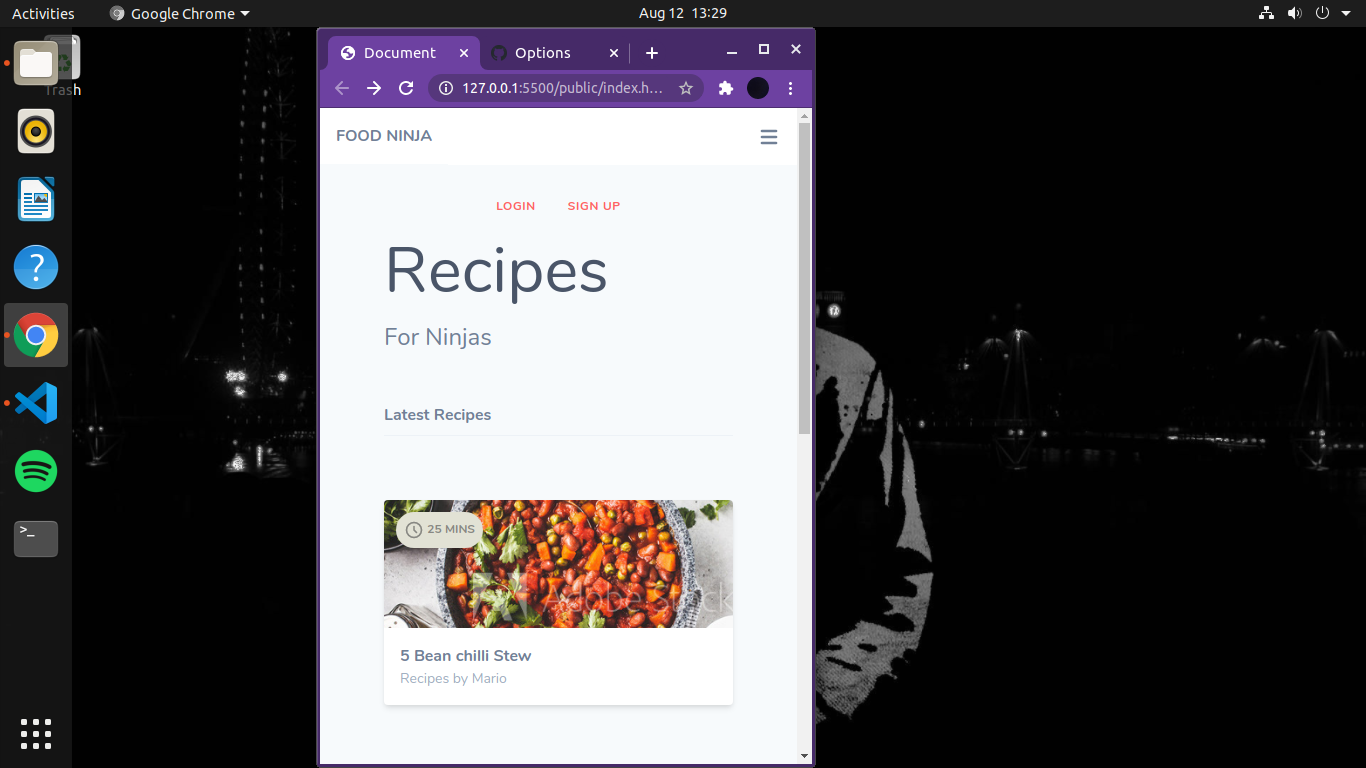 Activities
Google Chrome
Aug 12 13:29
Trash
Document
Options
127.0.0.1:5500/public/index.h...
FOOD NINJA
LOGIN
SIGN UP
Recipes
For Ninjas
Latest Recipes
25 MINS
Adobe Stock
5 Bean chilli Stew
Recipes by Mario